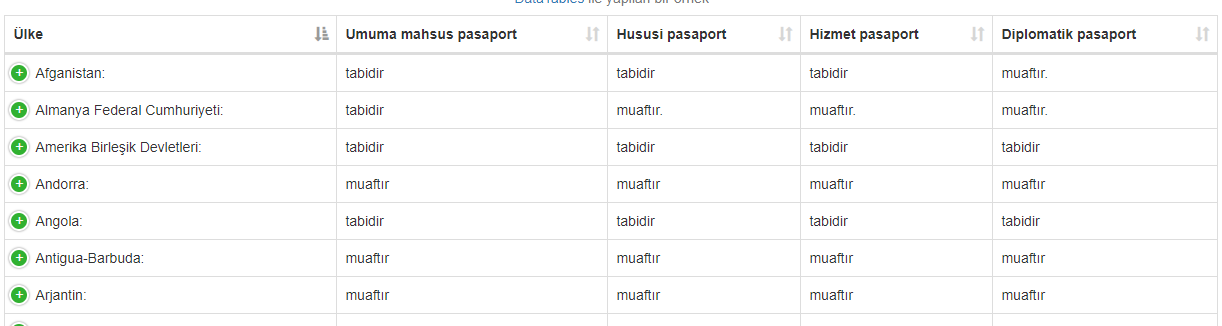 DataTables ile yapılan bir örnek
Ülke Umuma mahsus pasaport Hususi pasaport Hizmet pasaport Diplomatik pasaport
Afganistan: tabidir tabidir tabidir muaftır.
Almanya Federal Cumhuriyeti: tabidir muaftır. muaftır. muaftır.
Amerika Birleşik Devletleri: tabidir tabidir tabidir tabidir
Andorra: muaftır muaftır muaftır muaftır
Angola: tabidir tabidir tabidir tabidir
Antigua-Barbuda: muaftır muaftır muaftır muaftır
Arjantin: muaftır muaftır muaftır muaftır